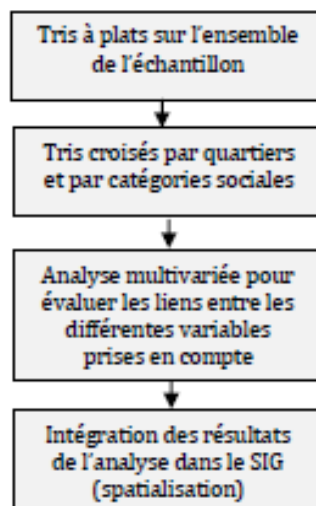 Tris à plats sur l'ensemble
de l'échantillon
Tris croisés par quartiers
et par catégories sociales
Analyse multivariée pour
évaluer les liens entre les
différentes variables
prises en compte
Intégration des résultats
de l'analyse dans le SIG
(spatialisation)